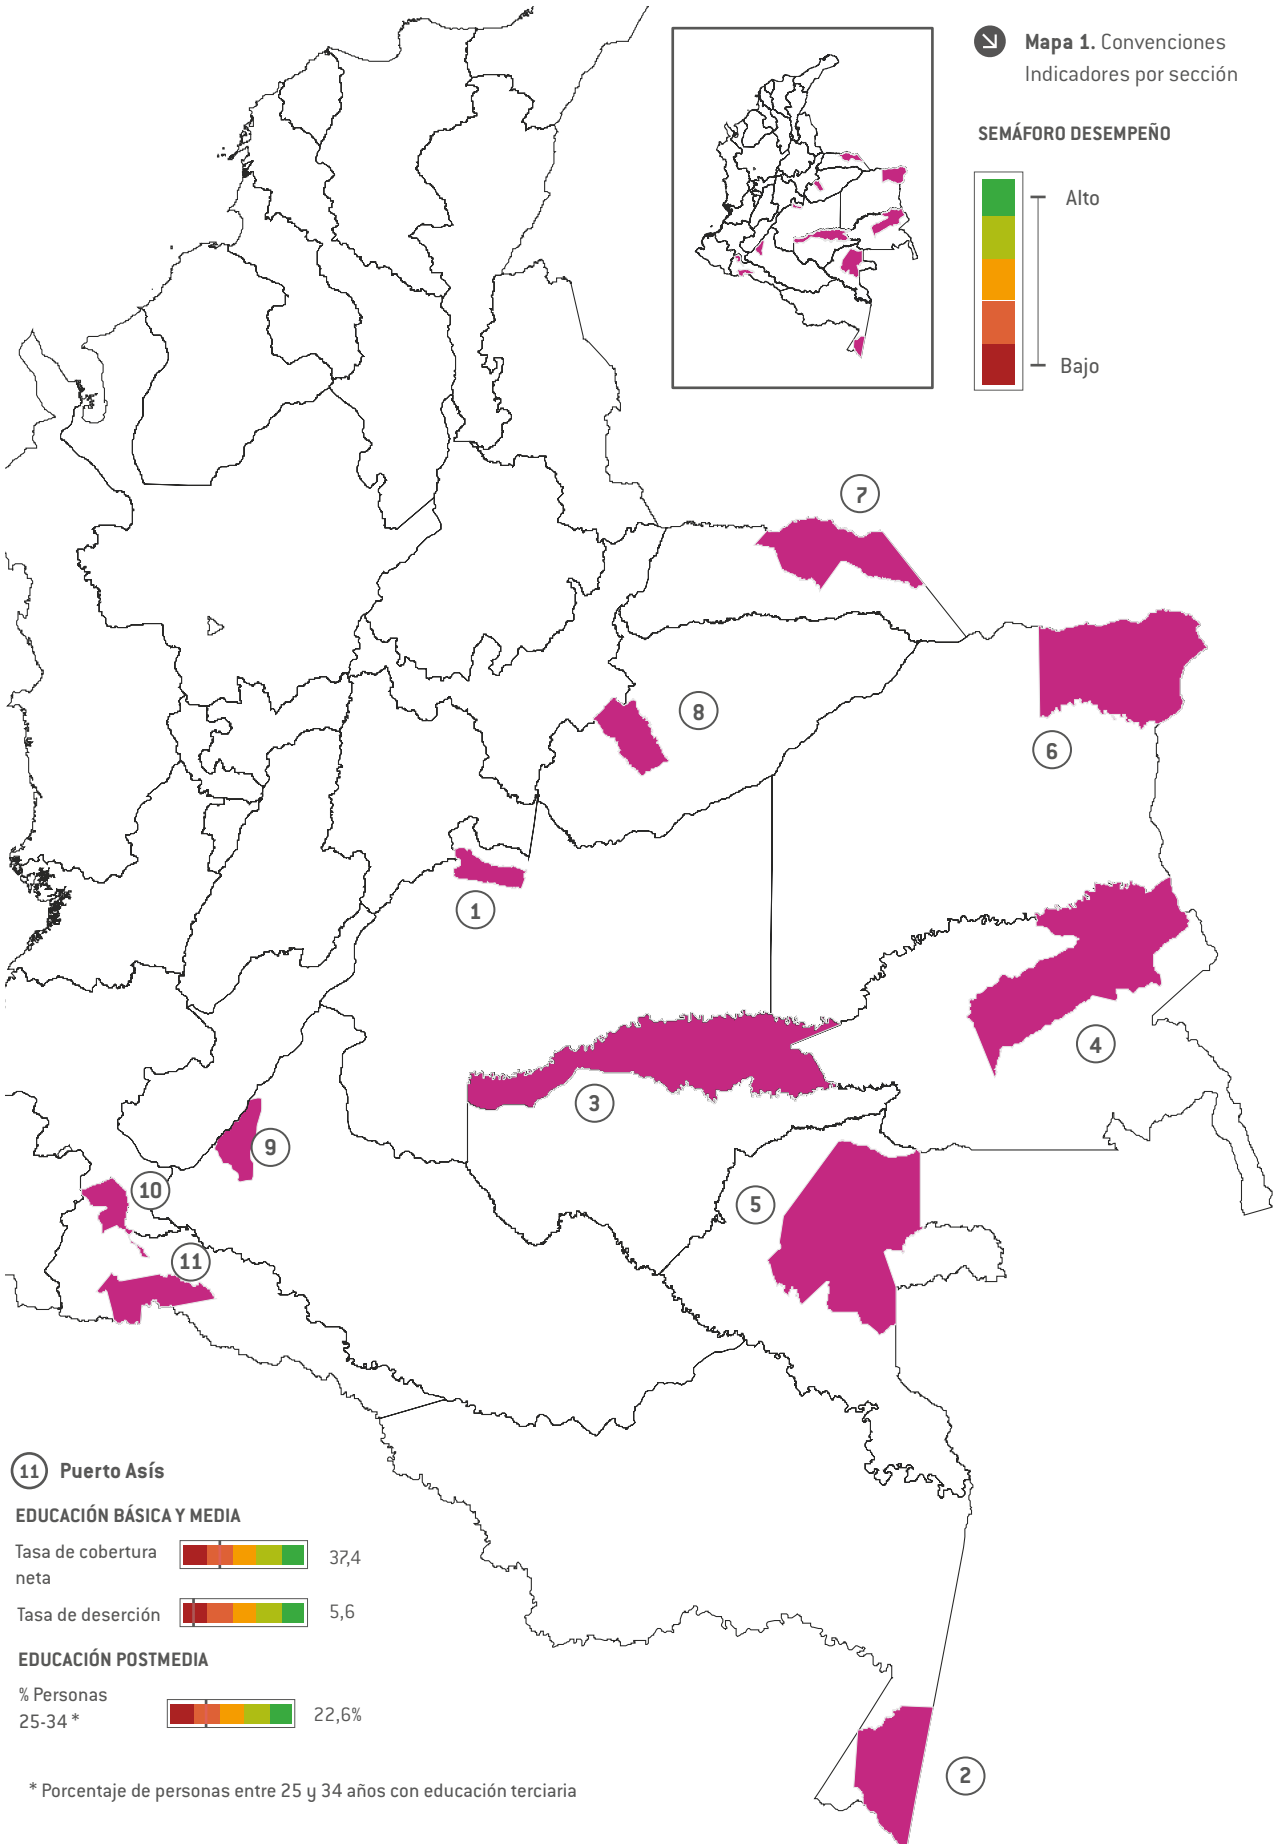 Mapa 1. Convenciones
Indicadores por sección
SEMÁFORO DESEMPEÑO
Alto
Bajo
7
8
6
1
4
3
9
5
10
11
2
11 Puerto Asís
EDUCACIÓN BÁSICA Y MEDIA
Tasa de cobertura
neta
37,4
Tasa de deserción
5,6
EDUCACIÓN POSTMEDIA
% Personas
25-34 *
22,6%
* Porcentaje de personas entre 25 y 34 años con educación terciaria